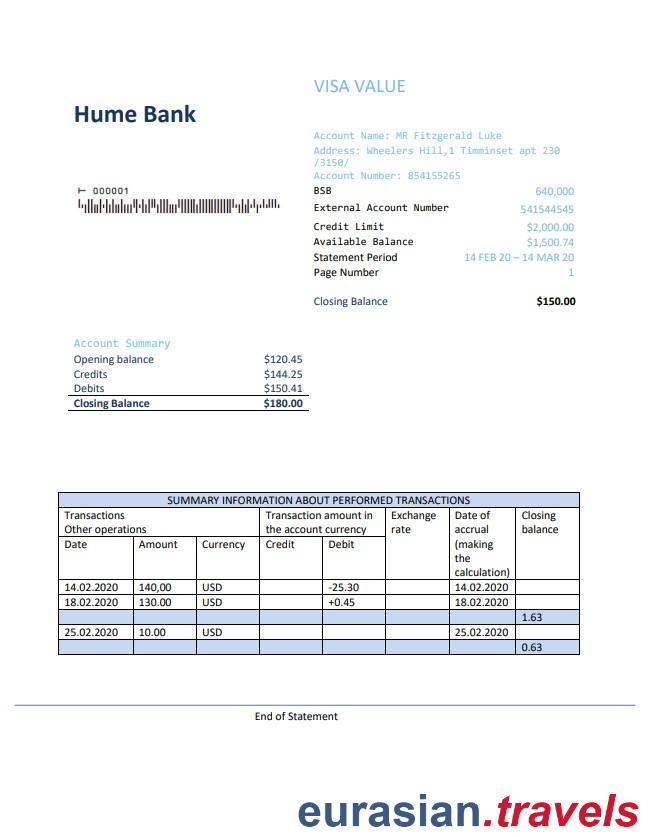 VISA VALUE
Hume Bank
Account Name: MR Fitzgerald Luke
Address: Wheelers Hill,1 Timminset apt 230
/3150/
Account Number: 854155265
⊢ 000001
BSB 640,000
External Account Number 541544545
Credit Limit $2,000.00
Available Balance $1,500.74
Statement Period 14 FEB 20 – 14 MAR 20
Page Number 1
Closing Balance $150.00
Account Summary
Opening balance $120.45
Credits $144.25
Debits $150.41
Closing Balance $180.00
SUMMARY INFORMATION ABOUT PERFORMED TRANSACTIONS
Transactions
Other operations
Transaction amount in
the account currency
Exchange
rate
Date of
accrual
(making
the
calculation)
Closing
balance
Date Amount Currency Credit Debit
14.02.2020 140,00 USD -25.30 14.02.2020
18.02.2020 130.00 USD +0.45 18.02.2020
1.63
25.02.2020 10.00 USD 25.02.2020
0.63
End of Statement
eurasian.travels